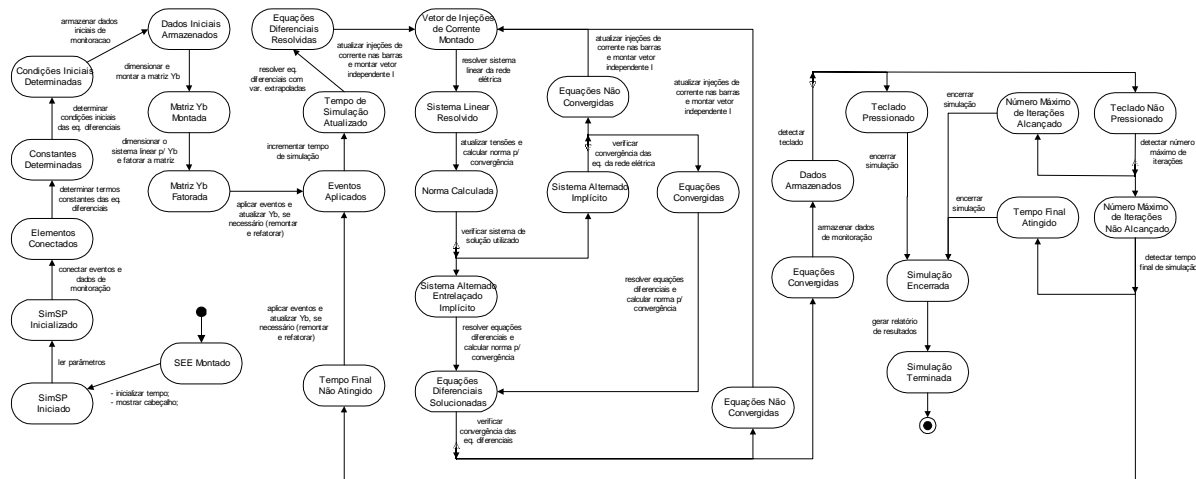 armazenar dados
iniciais de
monitoracao
Dados Iniciais
Armazenados
Condições Iniciais
Determinadas
dimensionar e
montar a matriz Yb
determinar
condições iniciais
das eq. diferenciais
Matriz Yb
Montada
Constantes
Determinadas
dimensionar o
sistema linear p/ Yb
e fatorar a matriz
determinar termos
constantes das eq.
diferenciais
Matriz Yb
Fatorada
Elementos
Conectados
conectar eventos e
dados de
monitoração
SimSP
Inicializado
ler parâmetros
SimSP
Iniciado
SEE Montado
- inicializar tempo;
- mostrar cabeçalho;
aplicar eventos e
atualizar Yb, se
necessário (remontar
e refatorar)
Equações
Diferenciais
Resolvidas
resolver eq.
diferenciais com
var. extrapoladas
Tempo de
Simulação
Atualizado
incrementar tempo
de simulação
Eventos
Aplicados
aplicar eventos e
atualizar Yb, se
necessário (remontar
e refatorar)
Tempo Final
Não Atingido
atualizar injeções de
corrente nas barras
e montar vetor
independente I
Vetor de Injeções
de Corrente
Montado
resolver sistema
linear da rede
elétrica
Sistema Linear
Resolvido
atualizar tensões e
calcular norma p/
convergência
Norma Calculada
verificar sistema de
solução utilizado
Sistema Alternado
Entrelaçado
Implícito
resolver equações
diferenciais e
calcular norma p/
convergência
Equações
Diferenciais
Solucionadas
verificar
convergência das
eq. diferenciais
atualizar injeções de
corrente nas barras
e montar vetor
independente I
Equações Não
Convergidas
verificar
convergência das
eq. da rede elétrica
Sistema Alternado
Implícito
Equações
Convergidas
resolver equações
diferenciais e
calcular norma p/
convergência
atualizar injeções de
corrente nas barras
e montar vetor
independente I
Equações Não
Convergidas
detectar
teclado
Dados
Armazenados
armazenar dados
de monitoração
Equações
Convergidas
Teclado
Pressionado
encerrar
simulação
encerrar
simulação
Número Máximo
de Iterações
Alcançado
Teclado Não
Pressionado
detectar número
máximo de
iterações
encerrar
simulação
Tempo Final
Atingido
Número Máximo
de Iterações
Não Alcançado
detectar tempo
final de simulação
Simulação
Encerrada
gerar relatório
de resultados
Simulação
Terminada